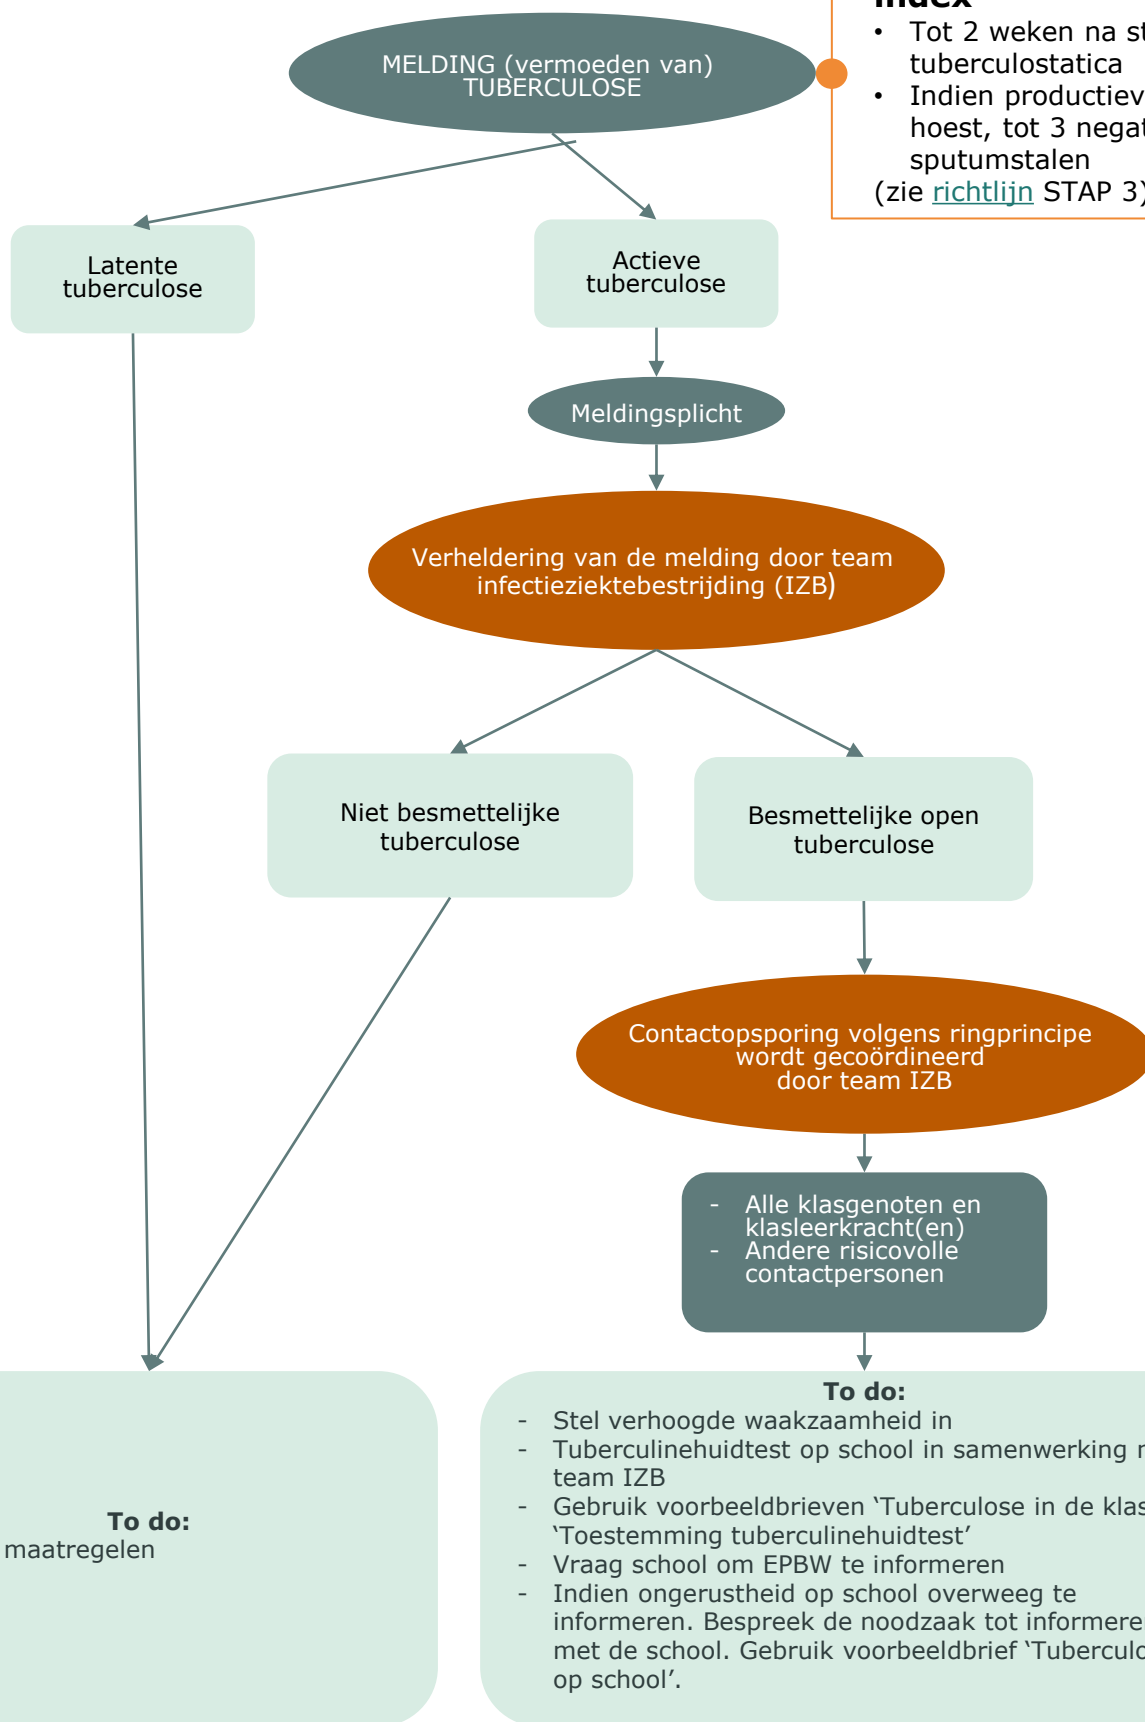 index
• Tot 2 weken na
tuberculostatica
• Indien
hoest, tot 3
sputumstalen
(zie richtlijn STAP 3)
MELDING (vermoeden van)
TUBERCULOSE
Latente
tuberculose
Actieve
tuberculose
Meldingsplicht
Verheldering van de melding door team
infectieziektebestrijding (IZB)
Niet besmettelijke
tuberculose
Besmettelijke open
tuberculose
Contactopsporing volgens ringprincipe
wordt gecoördineerd
door team IZB
- Alle klasgenoten en
klasleerkracht(en)
- Andere risicovolle
contactpersonen
To do:
maatregelen
To do:
- Stel verhoogde waakzaamheid in
- Tuberculinehuidtest op school in samenwerking
team IZB
- Gebruik voorbeeldbrieven ‘Tuberculose in de klas
‘Toestemming tuberculinehuidtest’
- Vraag school om EPBW te informeren
- Indien ongerustheid op school overweeg te
informeren. Bespreek de noodzaak tot
met de school. Gebruik voorbeeldbrief
op school’.